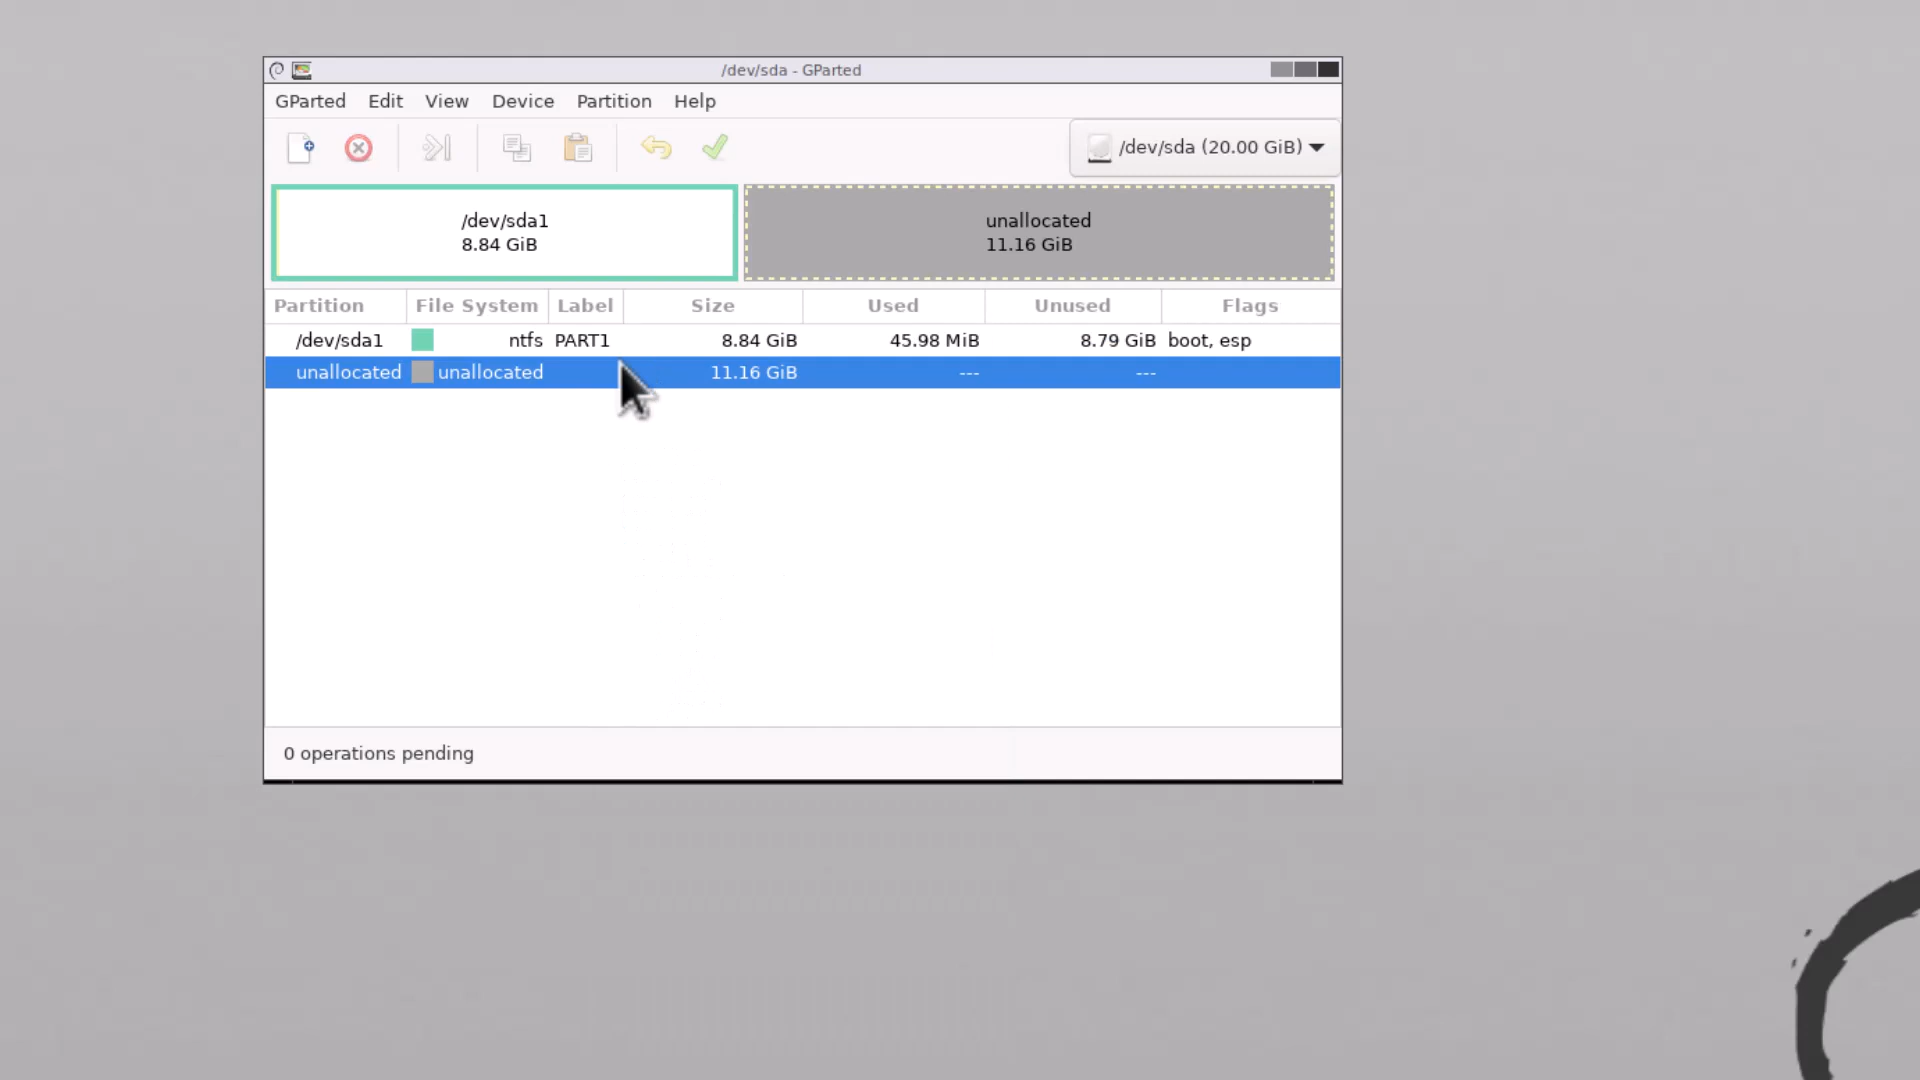 /dev/sda - GParted
GParted Edit View Device Partition Help
/dev/sda (20.00 GiB)
/dev/sda1
8.84 GiB
unallocated
11.16 GiB
Partition File System Label Size Used Unused Flags
/dev/sda1 ntfs PART1 8.84 GiB 45.98 MiB 8.79 GiB boot, esp
unallocated unallocated 11.16 GiB --- ---
0 operations pending